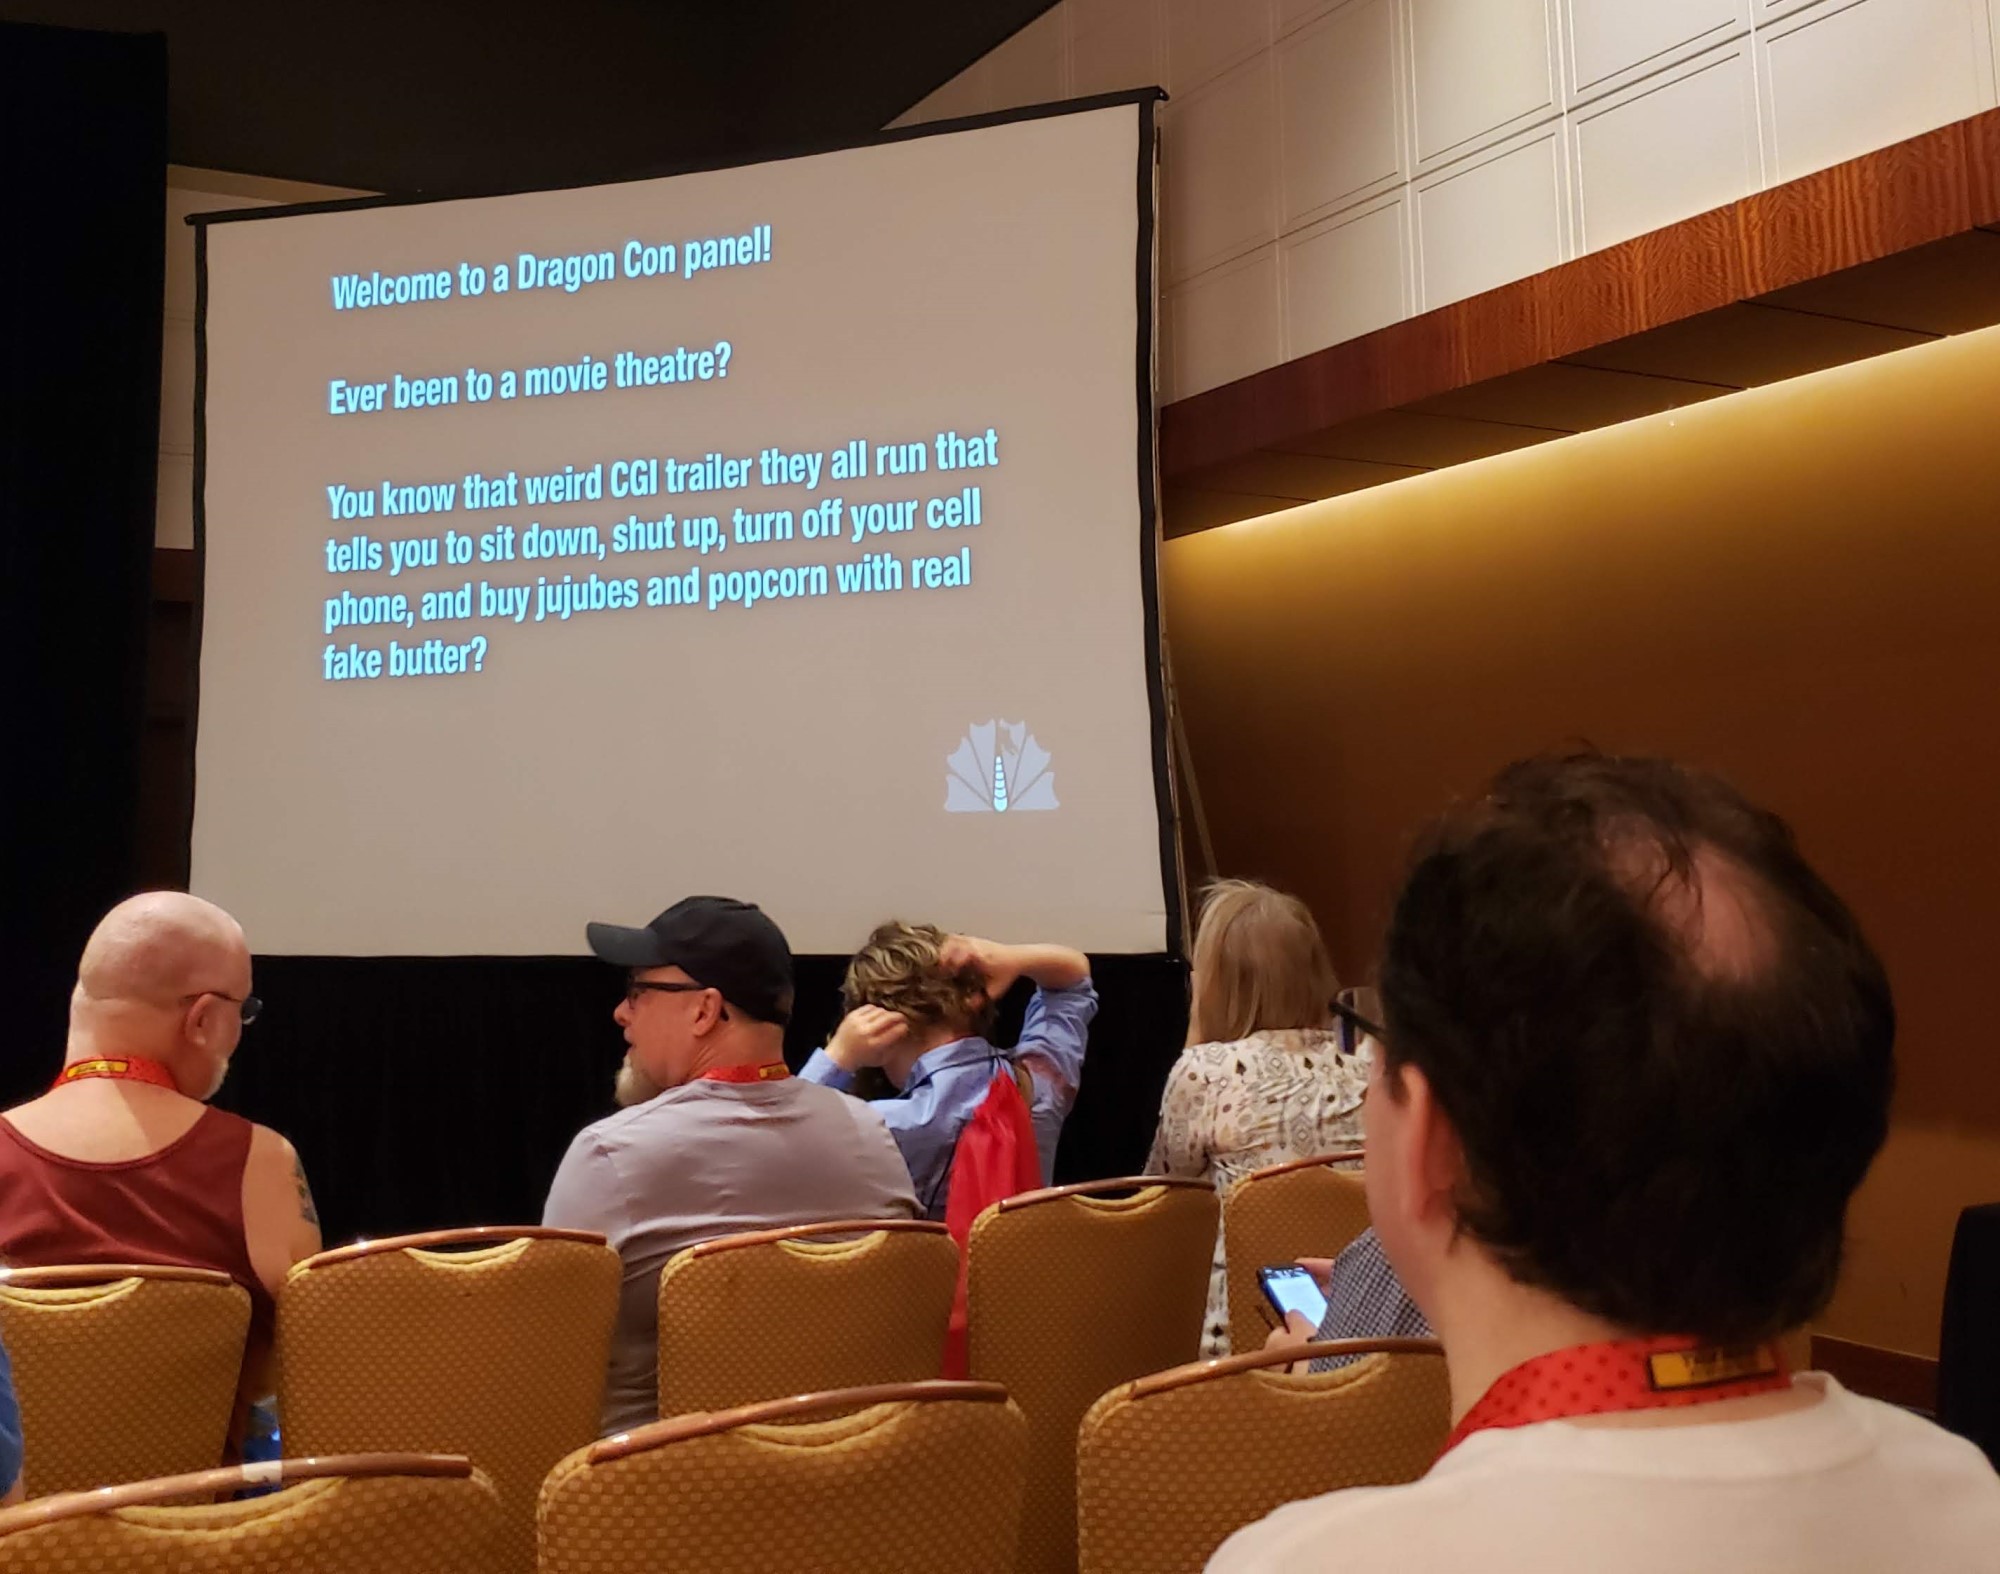 Welcome to a Dragon Con panel!
Ever been to a movie theatre?
You know that weird CGI trailer they all run that
tells you to sit down, shut up, turn off your cell
phone, and buy jujubes and popcorn with real
fake butter?